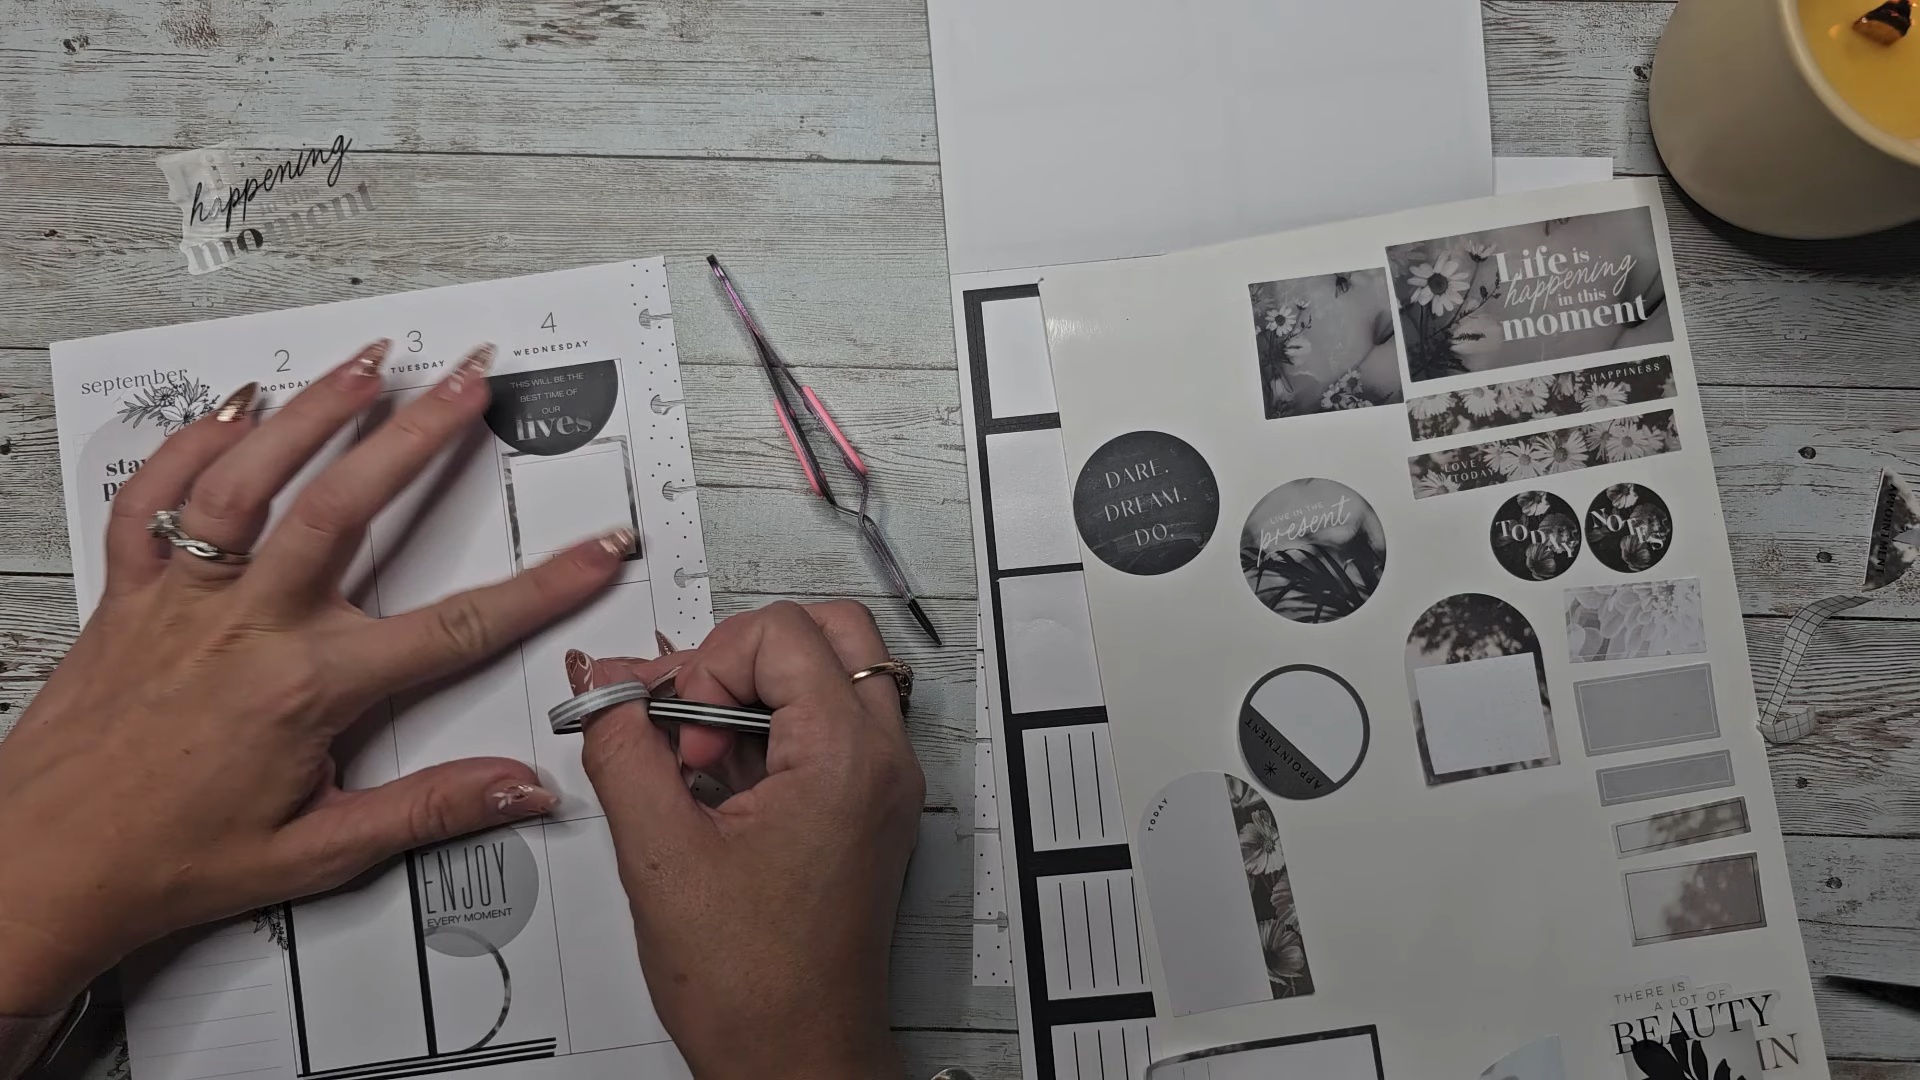 happening
moment
september
2
MONDAY
3
TUESDAY
4
WEDNESDAY
THIS WILL BE THE
BEST TIME OF
OUR
lives
ENJOY
EVERY MOMENT
Life is
happening
in this
moment
HAPPINESS
LOVE
TODAY
DARE.
DREAM.
DO.
LIVE IN THE
present
TODAY
NOTES
APPOINTMENT
TODAY
THERE IS
A LOT OF
BEAUTY
IN